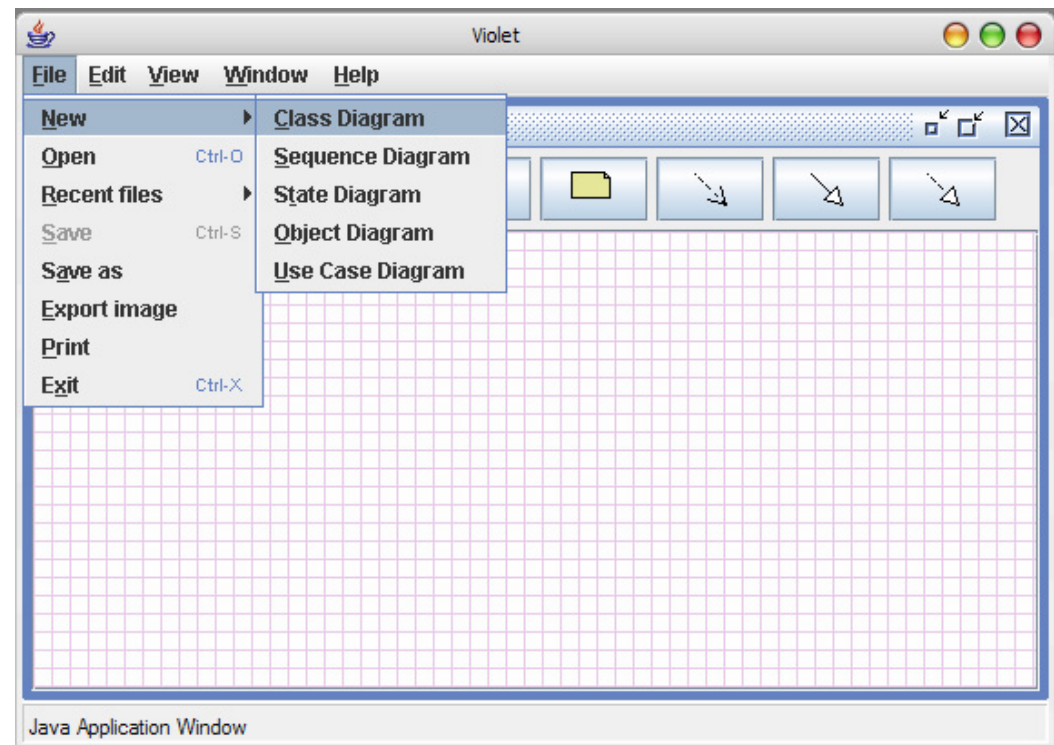 Violet
File Edit View Window Help
New
Open Ctrl-O
Recent files
Save Ctrl-S
Save as
Export image
Print
Exit Ctrl-X
Class Diagram
Sequence Diagram
State Diagram
Object Diagram
Use Case Diagram
Java Application Window